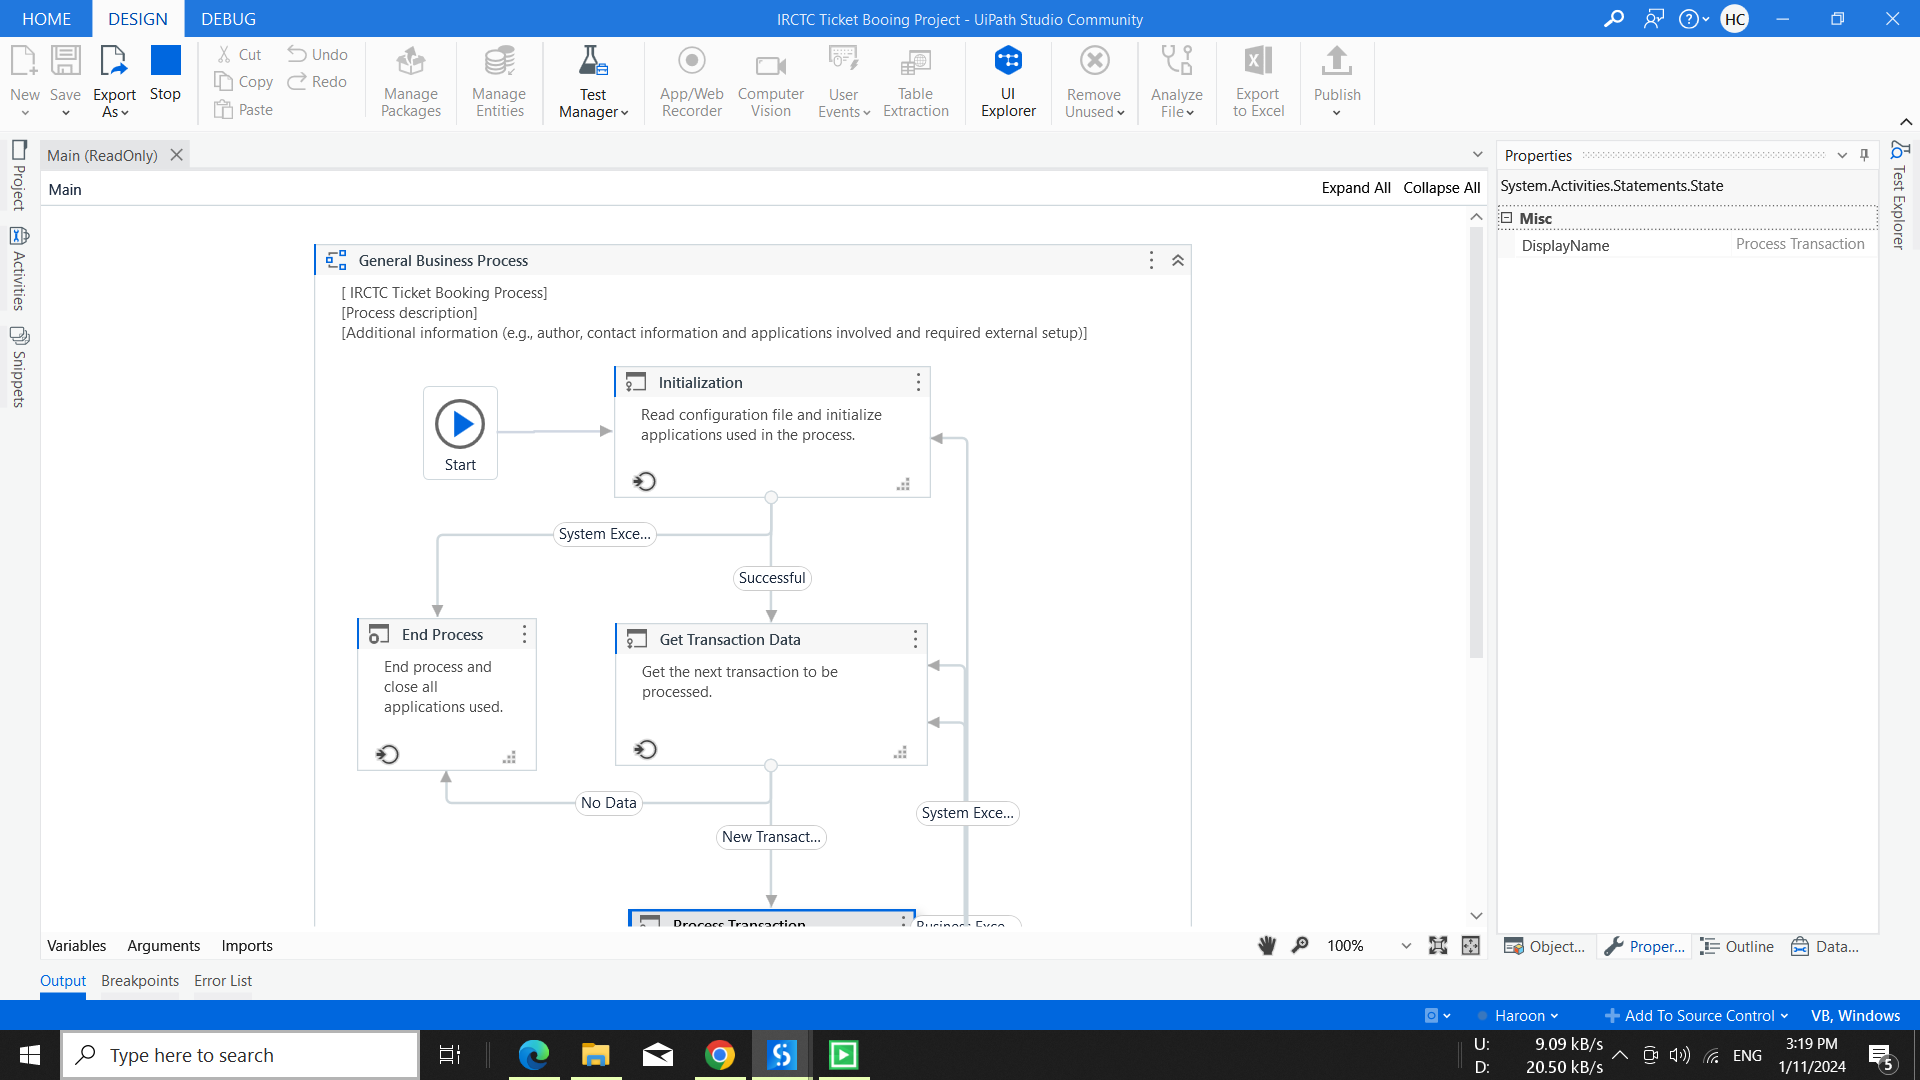 HOME DESIGN DEBUG
IRCTC Ticket Booing Project - UiPath Studio Community
HC
New
Save
Export As
Stop
Cut
Copy
Paste
Undo
Redo
Manage Packages
Manage Entities
Test Manager
App/Web Recorder
Computer Vision
User Events
Table Extraction
UI Explorer
Remove Unused
Analyze File
Export to Excel
Publish
Project
Activities
Snippets
Main (ReadOnly)
Main
Expand All Collapse All
General Business Process
[ IRCTC Ticket Booking Process]
[Process description]
[Additional information (e.g., author, contact information and applications involved and required external setup)]
Start
Initialization
Read configuration file and initialize
applications used in the process.
System Exce...
Successful
End Process
End process and
close all
applications used.
Get Transaction Data
Get the next transaction to be
processed.
No Data
New Transact...
System Exce...
Process Transaction
Business Exce...
Properties
System.Activities.Statements.State
Misc
DisplayName Process Transaction
Test Explorer
Variables Arguments Imports
100%
Object... Proper... Outline Data...
Output Breakpoints Error List
Haroon
Add To Source Control
VB, Windows
Type here to search
U: 9.09 kB/s
D: 20.50 kB/s
ENG
3:19 PM
1/11/2024
5